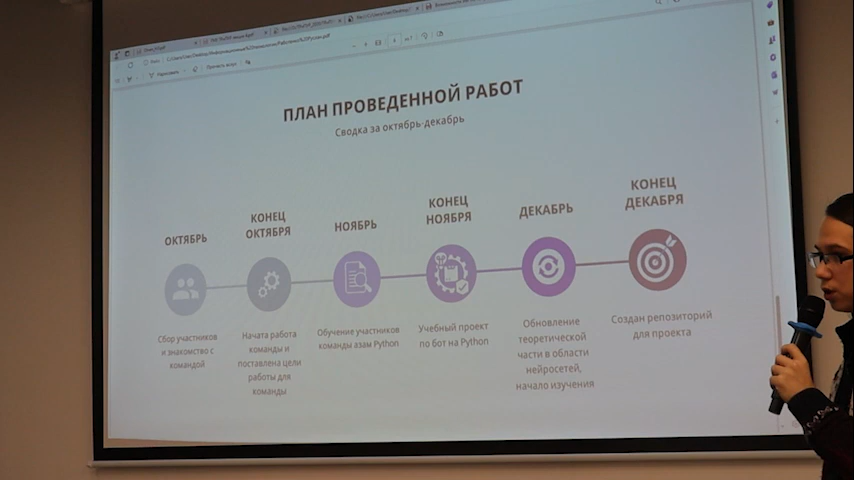 ПЛАН ПРОВЕДЕННОЙ РАБОТ
Сводка за октябрь-декабрь
ОКТЯБРЬ
КОНЕЦ
ОКТЯБРЯ
НОЯБРЬ
КОНЕЦ
НОЯБРЯ
ДЕКАБРЬ
КОНЕЦ
ДЕКАБРЯ
Сбор участников
и знакомство с
командой
Начата работа
команды и
поставлена цели
работы для
команды
Обучение участников
команды азам Python
Учебный проект
по бот на Python
Обновление
теоретической
части в области
нейросетей,
начало изучения
Создан репозиторий
для проекта